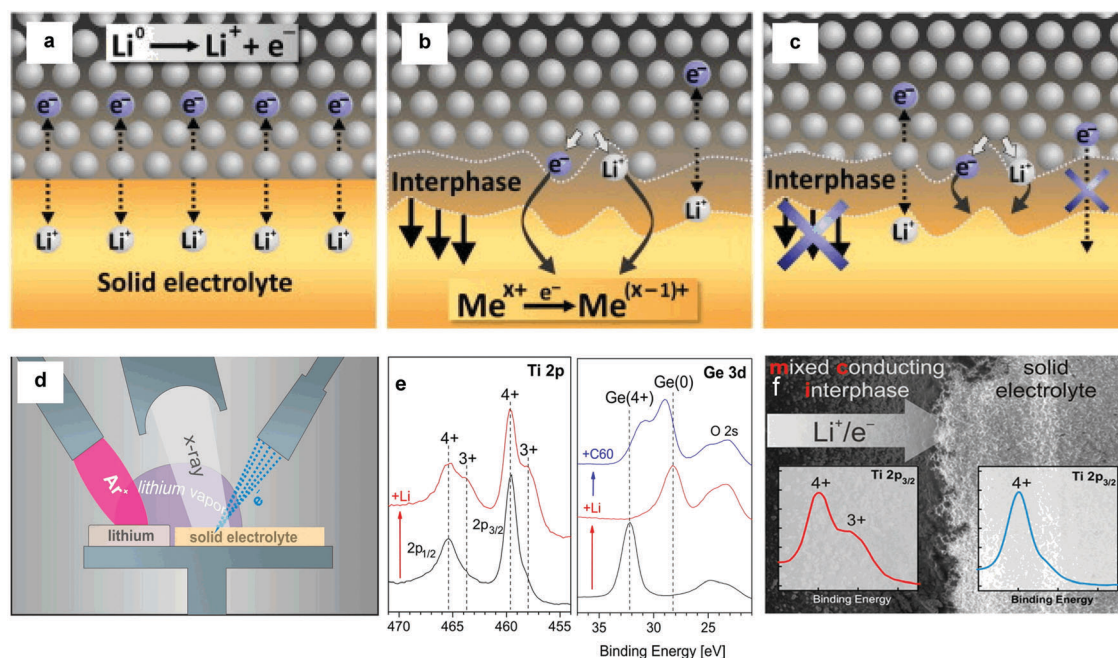 a
Li⁰ → Li⁺ + e⁻
e⁻ e⁻ e⁻ e⁻ e⁻
Li⁺ Li⁺ Li⁺ Li⁺ Li⁺
Solid electrolyte
b
e⁻
e⁻ Li⁺
Interphase
Li⁺
Meˣ⁺ e⁻ → Me⁽ˣ⁻¹⁾⁺
c
e⁻
e⁻
e⁻ Li⁺
Interphase
Li⁺
d
x-ray
Ar⁺
lithium vapor
e⁻
lithium
solid electrolyte
e
Ti 2p
4+
4+
3+
3+
+Li
2p₃/₂
2p₁/₂
470 465 460 455
Ge 3d
Ge(0)
Ge(4+)
O 2s
+C60
+Li
35 30 25
Binding Energy [eV]
f
mixed conducting
interphase
solid
electrolyte
Li⁺/e⁻
Ti 2p₃/₂
4+
3+
Binding Energy
Ti 2p₃/₂
4+
Binding Energy